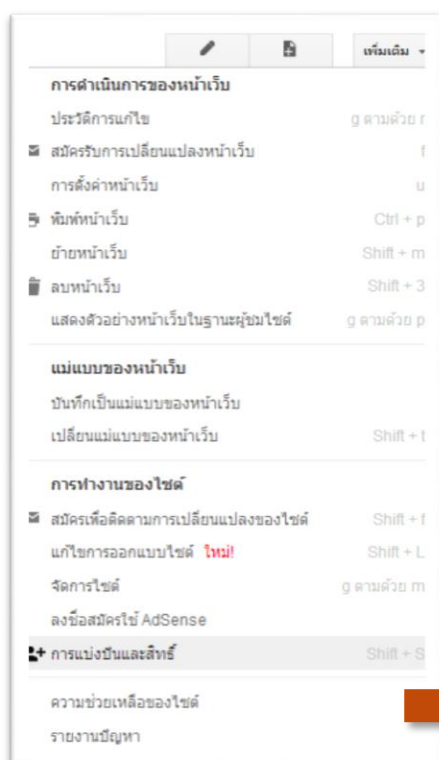 เพิ่มเติม
การดำเนินการของหน้าเว็บ
ประวัติการแก้ไข g ตามด้วย r
สมัครรับการเปลี่ยนแปลงหน้าเว็บ f
การตั้งค่าหน้าเว็บ u
พิมพ์หน้าเว็บ Ctrl + p
ย้ายหน้าเว็บ Shift + m
ลบหน้าเว็บ Shift + 3
แสดงตัวอย่างหน้าเว็บในฐานะผู้ชมไซต์ g ตามด้วย p
แม่แบบของหน้าเว็บ
บันทึกเป็นแม่แบบของหน้าเว็บ
เปลี่ยนแม่แบบของหน้าเว็บ Shift + t
การทำงานของไซต์
สมัครเพื่อติดตามการเปลี่ยนแปลงของไซต์ Shift + f
แก้ไขการออกแบบไซต์ ใหม่! Shift + L
จัดการไซต์ g ตามด้วย m
ลงชื่อสมัครใช้ AdSense
การแบ่งปันและสิทธิ์ Shift + S
ความช่วยเหลือของไซต์
รายงานปัญหา